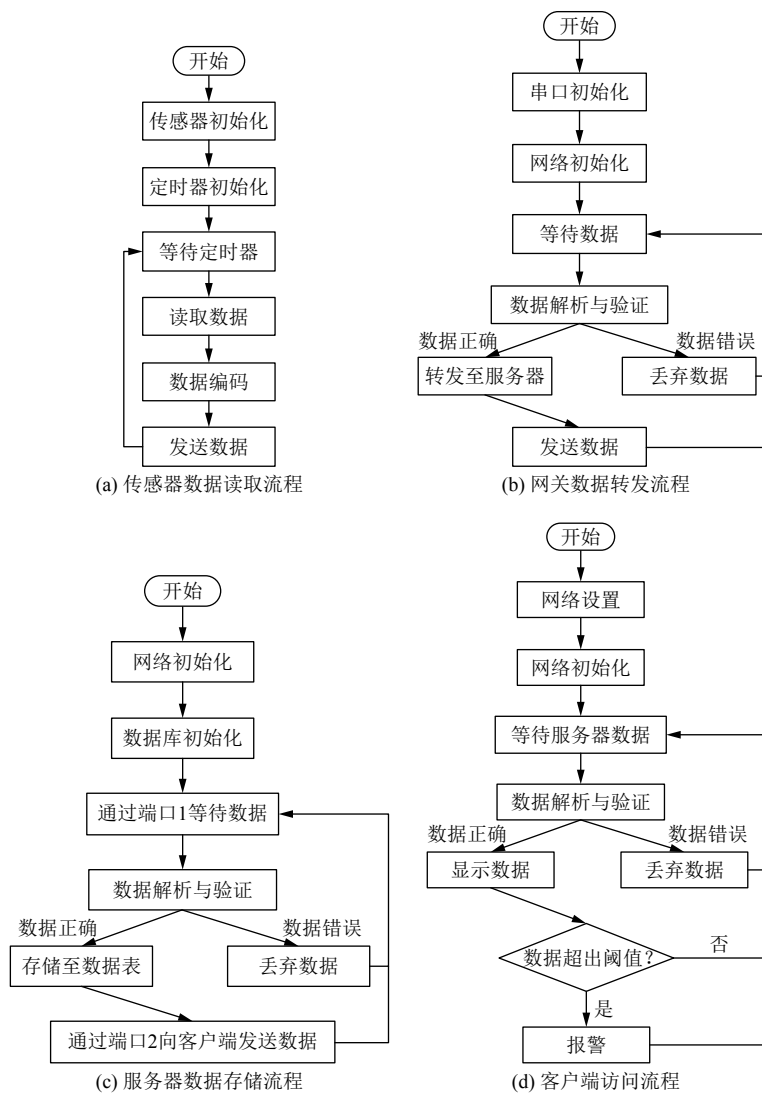 开始
传感器初始化
定时器初始化
等待定时器
读取数据
数据编码
发送数据
(a) 传感器数据读取流程
开始
串口初始化
网络初始化
等待数据
数据解析与验证
数据正确
数据错误
转发至服务器
丢弃数据
发送数据
(b) 网关数据转发流程
开始
网络初始化
数据库初始化
通过端口1等待数据
数据解析与验证
数据正确
数据错误
存储至数据表
丢弃数据
通过端口2向客户端发送数据
(c) 服务器数据存储流程
开始
网络设置
网络初始化
等待服务器数据
数据解析与验证
数据正确
数据错误
显示数据
丢弃数据
数据超出阈值?
否
是
报警
(d) 客户端访问流程